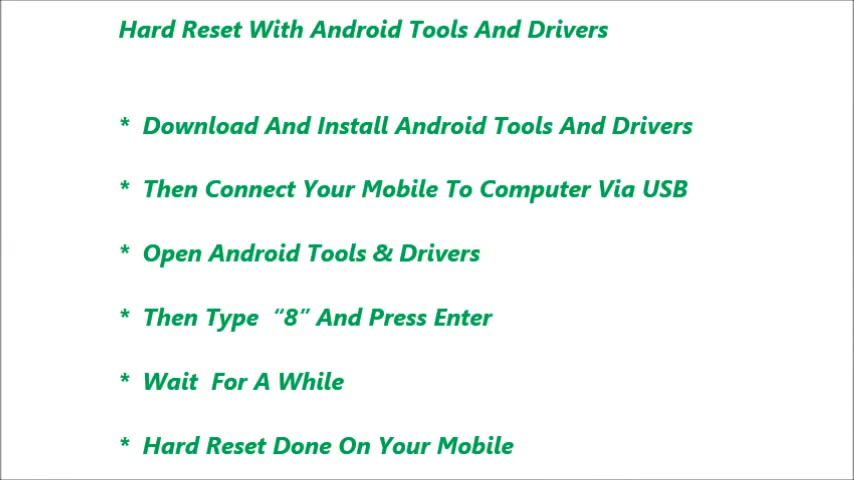 Hard Reset With Android Tools And Drivers
* Download And Install Android Tools And Drivers
* Then Connect Your Mobile To Computer Via USB
* Open Android Tools & Drivers
* Then Type “8” And Press Enter
* Wait For A While
* Hard Reset Done On Your Mobile